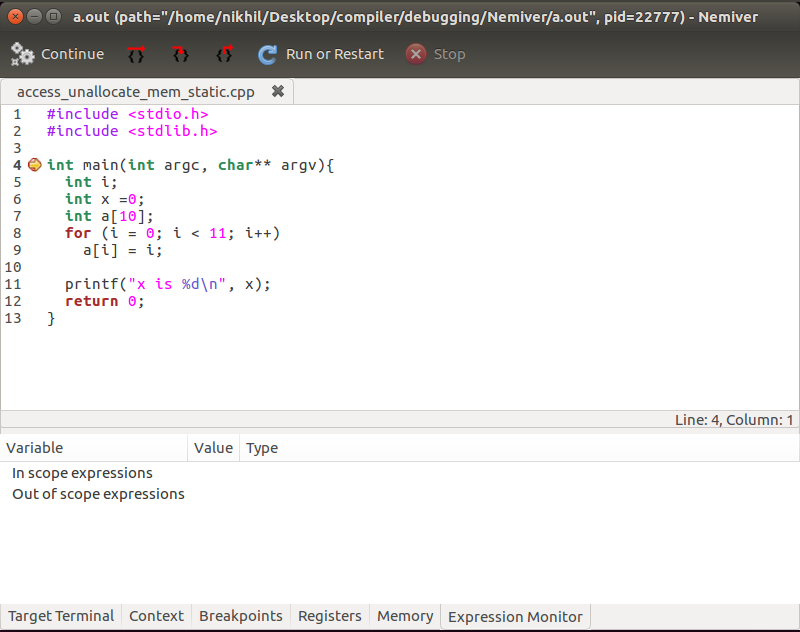 a.out (path="/home/nikhil/Desktop/compiler/debugging/Nemiver/a.out", pid=22777) - Nemiver
Continue Run or Restart Stop
access_unallocate_mem_static.cpp
1 #include <stdio.h>
2 #include <stdlib.h>
3
4 int main(int argc, char** argv){
5   int i;
6   int x =0;
7   int a[10];
8   for (i = 0; i < 11; i++)
9     a[i] = i;
10
11   printf("x is %d\n", x);
12   return 0;
13 }
Line: 4, Column: 1
Variable Value Type
In scope expressions
Out of scope expressions
Target Terminal Context Breakpoints Registers Memory Expression Monitor